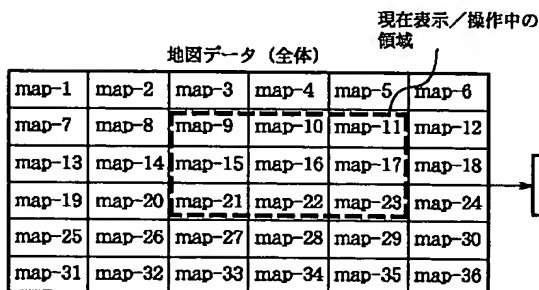 現在表示／操作中の
領域
地図データ（全体）
map-1 map-2 map-3 map-4 map-5 map-6
map-7 map-8 map-9 map-10 map-11 map-12
map-13 map-14 map-15 map-16 map-17 map-18
map-19 map-20 map-21 map-22 map-23 map-24
map-25 map-26 map-27 map-28 map-29 map-30
map-31 map-32 map-33 map-34 map-35 map-36